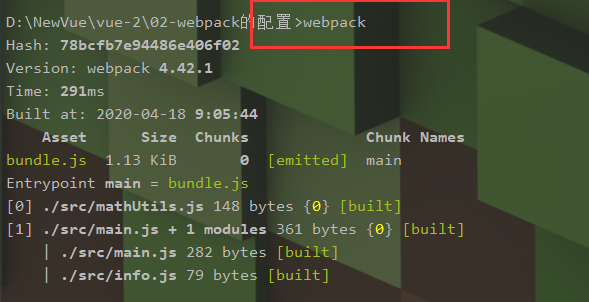 D:\NewVue\vue-2\02-webpack的配置>webpack
Hash: 78bcfb7e94486e406f02
Version: webpack 4.42.1
Time: 291ms
Built at: 2020-04-18 9:05:44
Asset Size Chunks Chunk Names
bundle.js 1.13 KiB 0 [emitted] main
Entrypoint main = bundle.js
[0] ./src/mathUtils.js 148 bytes {0} [built]
[1] ./src/main.js + 1 modules 361 bytes {0} [built]
| ./src/main.js 282 bytes [built]
| ./src/info.js 79 bytes [built]